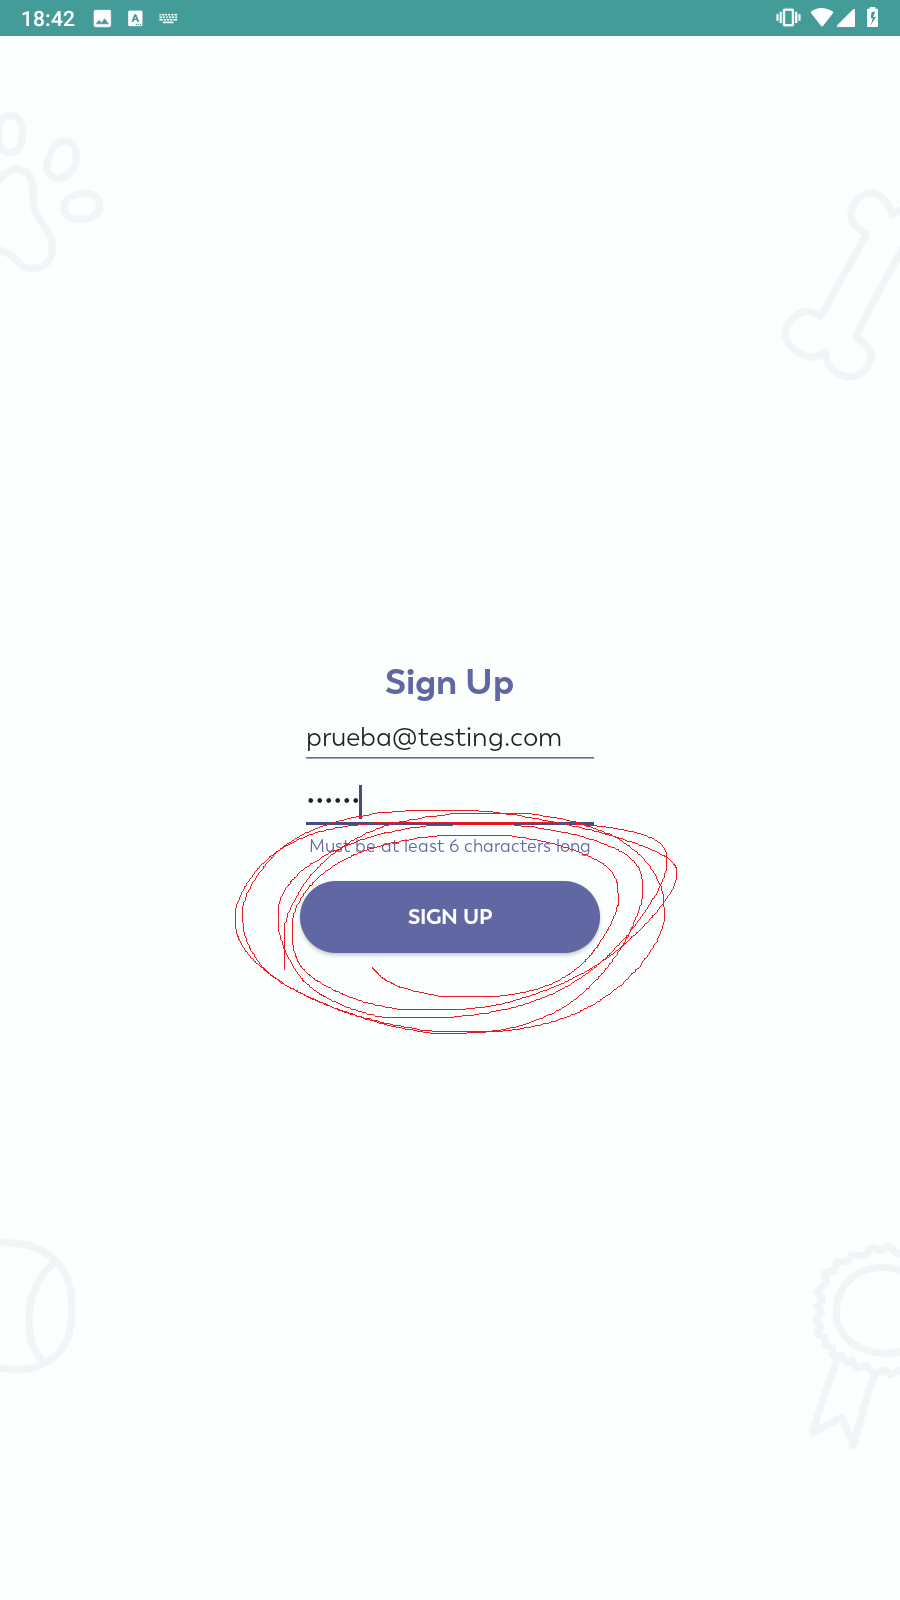 18:42
Sign Up
prueba@testing.com
••••••
Must be at least 6 characters long
SIGN UP